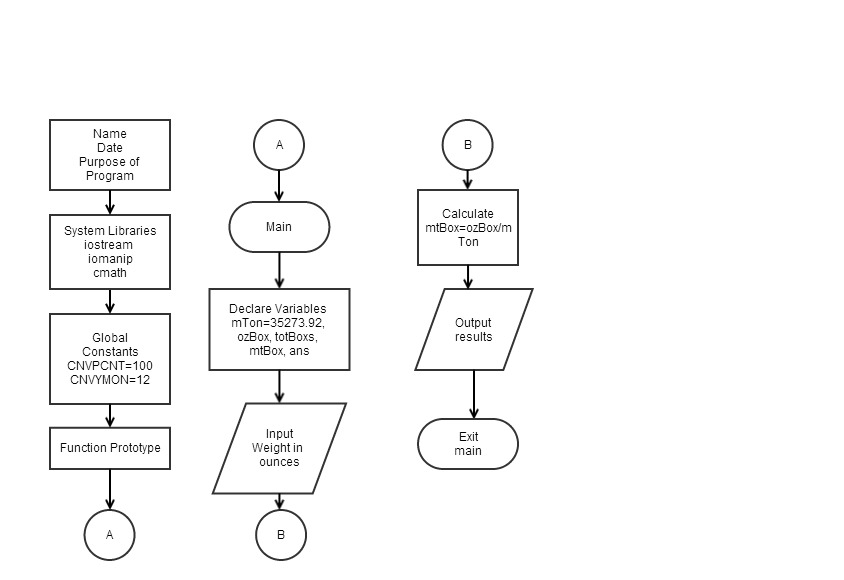 Name
Date
Purpose of
Program
System Libraries
iostream
iomanip
cmath
Global
Constants
CNVPCNT=100
CNVYMON=12
Function Prototype
A
A
Main
Declare Variables
mTon=35273.92,
ozBox, totBoxs,
mtBox, ans
Input
Weight in
ounces
B
B
Calculate
mtBox=ozBox/m
Ton
Output
results
Exit
main